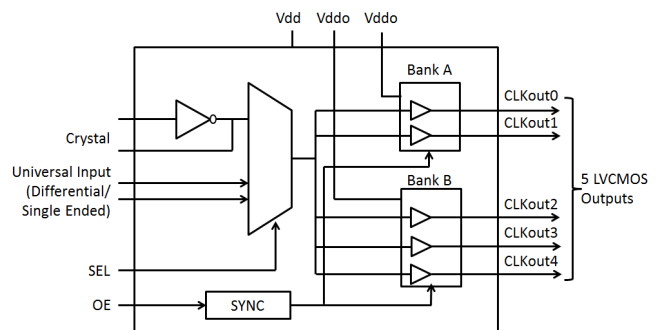 Vdd Vddo Vddo
Bank A
CLKout0
CLKout1
Crystal
Universal Input
(Differential/
Single Ended)
Bank B
5 LVCMOS
Outputs
CLKout2
CLKout3
CLKout4
SEL
OE
SYNC